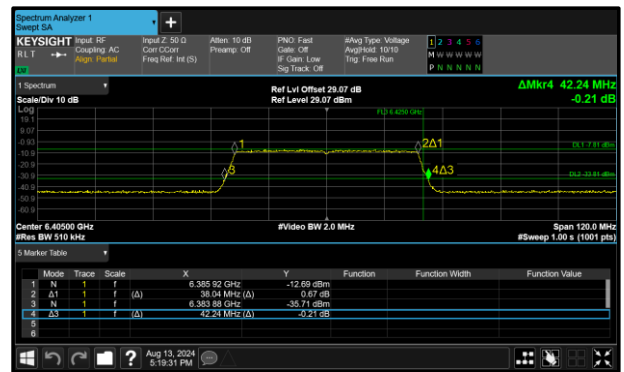 Spectrum Analyzer 1
Swept SA
KEYSIGHT Input: RF Input Z: 50 Ω Atten: 10 dB PNO: Fast #Avg Type: Voltage 1 2 3 4 5 6
RLT Coupling: AC Corr CCorr Preamp: Off Gate: Off Avg|Hold: 10/10 M W W W W W
Align: Partial Freq Ref: Int (S) IF Gain: Low Trig: Free Run P N N N N N
Sig Track: Off
LW
1 Spectrum Ref Lvl Offset 29.07 dB ΔMkr4 42.24 MHz
Scale/Div 10 dB Ref Level 29.07 dBm -0.21 dB
Log
19.1 FL3 6.4250 GHz
9.07
-0.93 1 2Δ1 DL1 -7.81 dBm
-10.9
-20.9
-30.9 3 4Δ3 DL2 -33.81 dBm
-40.9
-50.9
-60.9
Center 6.40500 GHz #Video BW 2.0 MHz Span 120.0 MHz
#Res BW 510 kHz #Sweep 1.00 s (1001 pts)
5 Marker Table
Mode Trace Scale X Y Function Function Width Function Value
1 N 1 f 6.385 92 GHz -12.69 dBm
2 Δ1 1 f (Δ) 38.04 MHz (Δ) 0.67 dB
3 N 1 f 6.383 88 GHz -35.71 dBm
4 Δ3 1 f (Δ) 42.24 MHz (Δ) -0.21 dB
5
6
? Aug 13, 2024
5:19:31 PM